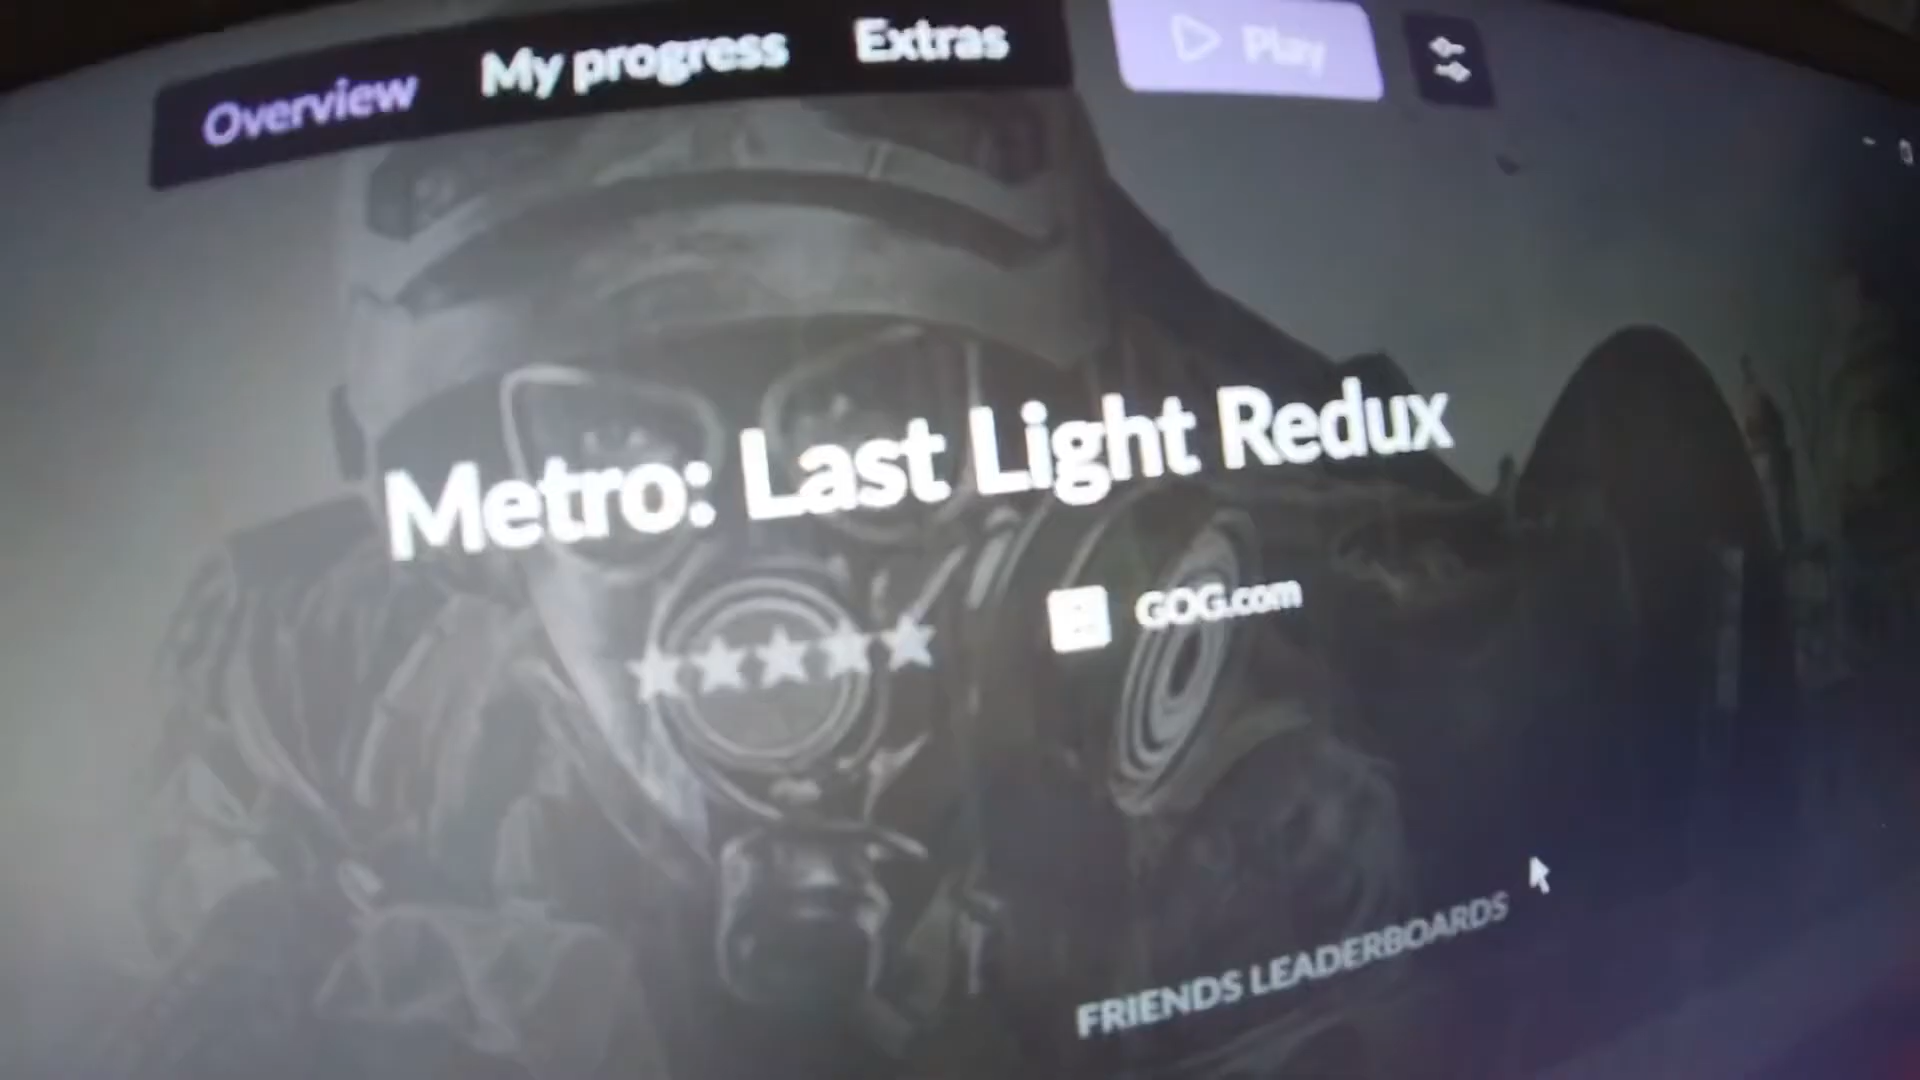 Overview My progress Extras Play
Metro: Last Light Redux
GOG.com
FRIENDS LEADERBOARDS